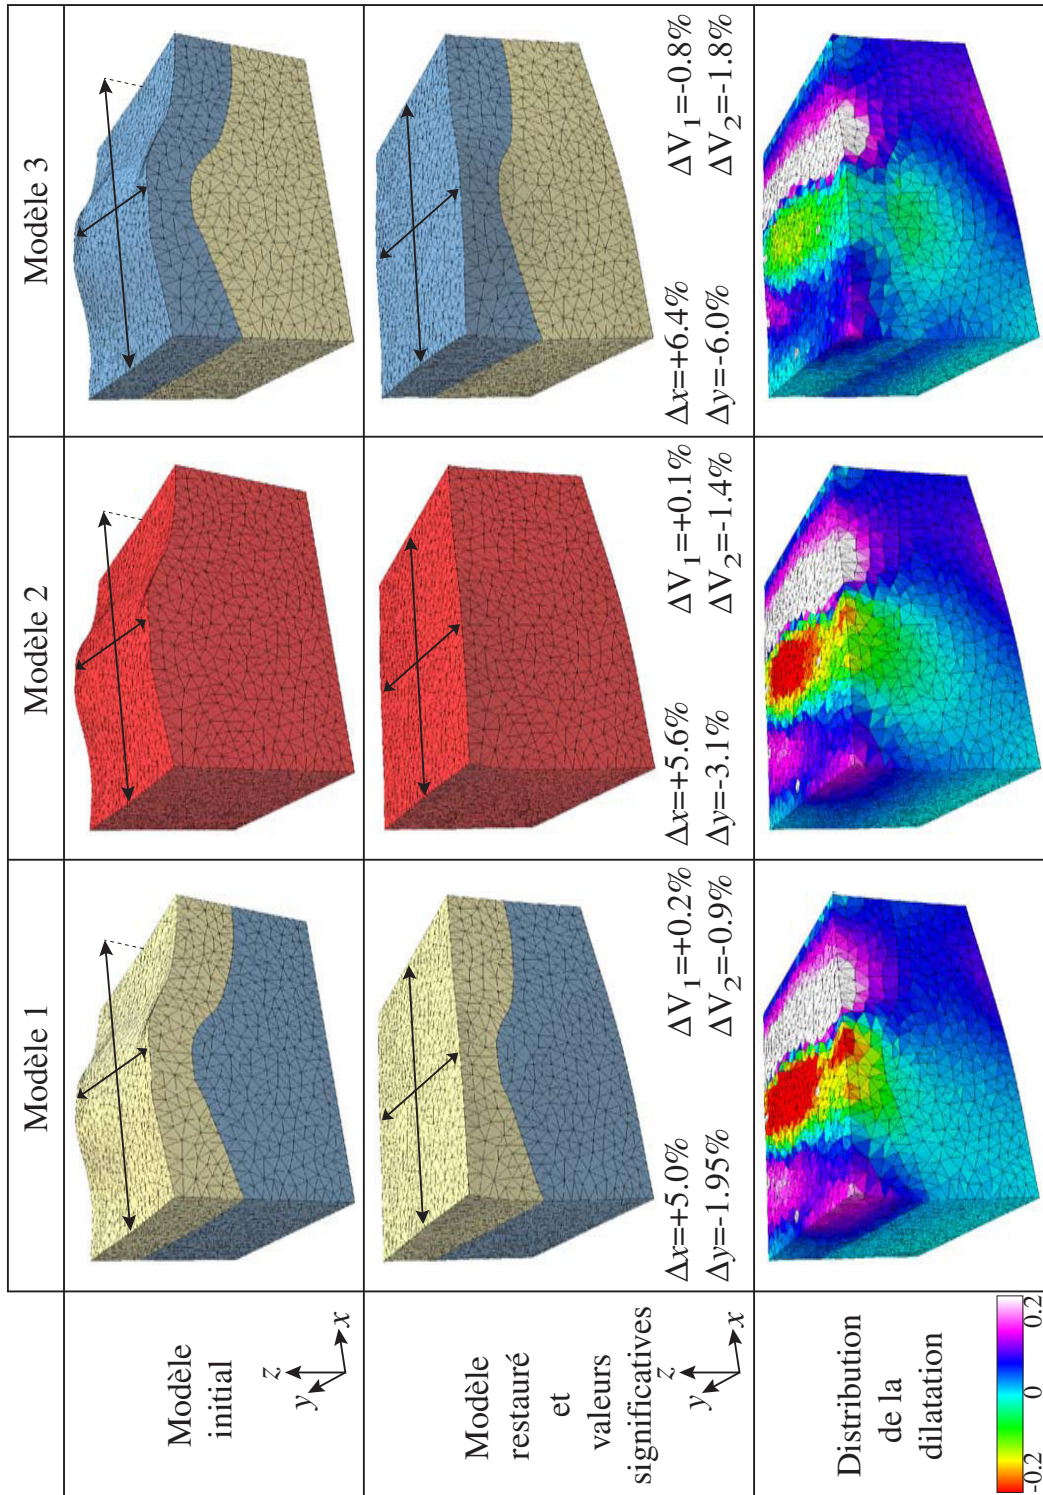 Modèle 1
Modèle 2
Modèle 3
Modèle
initial
z
y
x
Modèle
restauré
et
valeurs
significatives
z
y
x
Δx=+5.0%
ΔV1=+0.2%
Δy=-1.95%
ΔV2=-0.9%
Δx=+5.6%
ΔV1=+0.1%
Δy=-3.1%
ΔV2=-1.4%
Δx=+6.4%
ΔV1=-0.8%
Δy=-6.0%
ΔV2=-1.8%
Distribution
de la
dilatation
-0.2
0
0.2